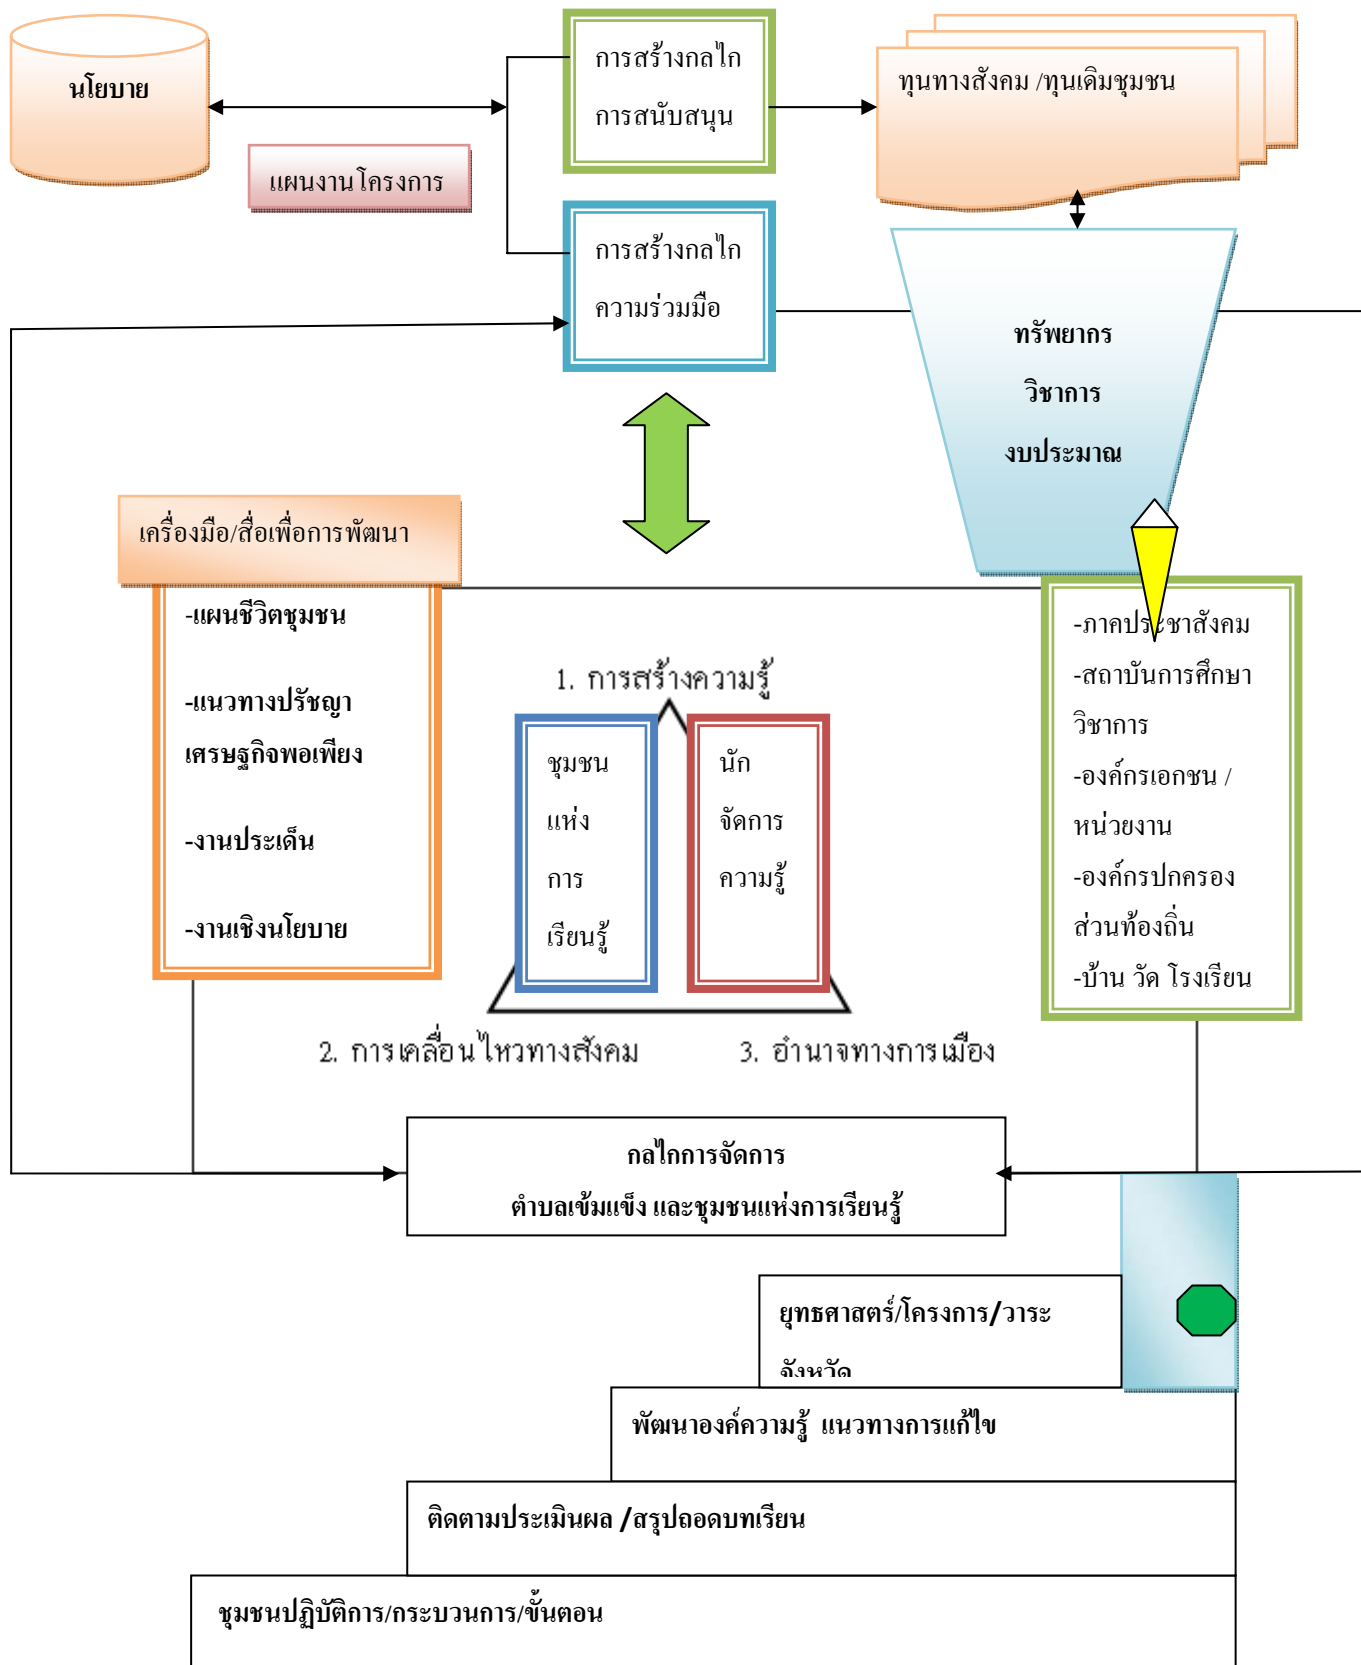 นโยบาย
แผนงานโครงการ
การสร้างกลไก
การสนับสนุน
ทุนทางสังคม /ทุนเดิมชุมชน
การสร้างกลไก
ความร่วมมือ
ทรัพยากร
วิชาการ
งบประมาณ
เครื่องมือ/สื่อเพื่อการพัฒนา
-แผนชีวิตชุมชน
-แนวทางปรัชญา
เศรษฐกิจพอเพียง
-งานประเด็น
-งานเชิงนโยบาย
1. การสร้างความรู้
ชุมชน
แห่ง
การ
เรียนรู้
นัก
จัดการ
ความรู้
2. การเคลื่อนไหวทางสังคม
3. อำนาจทางการเมือง
-ภาคประชาสังคม
-สถาบันการศึกษา
วิชาการ
-องค์กรเอกชน /
หน่วยงาน
-องค์กรปกครอง
ส่วนท้องถิ่น
-บ้าน วัด โรงเรียน
กลไกการจัดการ
ตำบลเข้มแข็ง และชุมชนแห่งการเรียนรู้
ยุทธศาสตร์/โครงการ/วาระ
จังหวัด
พัฒนาองค์ความรู้ แนวทางการแก้ไข
ติดตามประเมินผล /สรุปถอดบทเรียน
ชุมชนปฏิบัติการ/กระบวนการ/ขั้นตอน